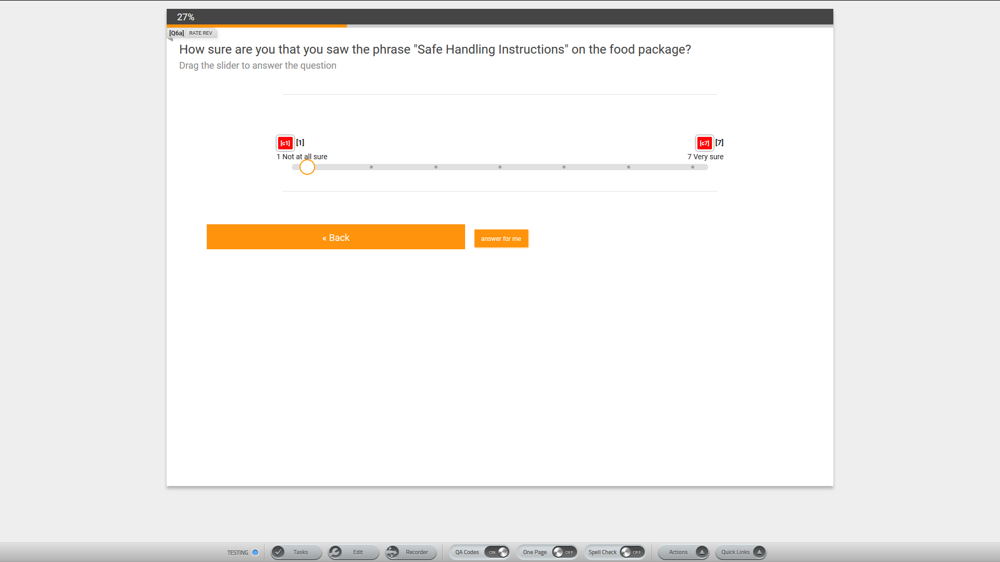 27%
[Q6a] RATE REV
How sure are you that you saw the phrase "Safe Handling Instructions" on the food package?
Drag the slider to answer the question
[c1] [1] [c7] [7]
1 Not at all sure 7 Very sure
« Back answer for me
TESTING Tasks Edit Recorder QA Codes ON One Page OFF Spell Check OFF Actions Quick Links